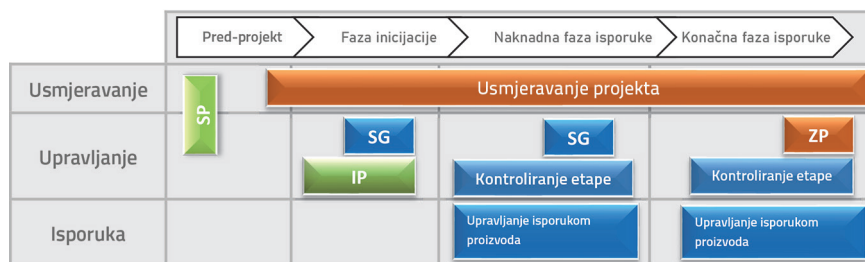 Pred-projekt
Faza inicijacije
Naknadna faza isporuke
Konačna faza isporuke
Usmjeravanje
SP
Usmjeravanje projekta
Upravljanje
SG
SG
ZP
IP
Kontroliranje etape
Kontroliranje etape
Isporuka
Upravljanje isporukom
proizvoda
Upravljanje isporukom
proizvoda